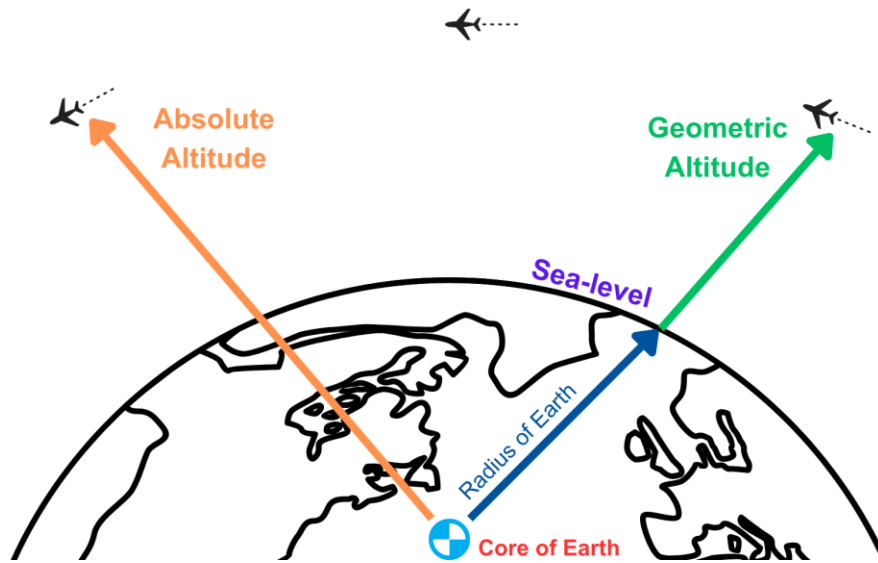 Absolute
Altitude
Geometric
Altitude
Sea-level
Radius of Earth
Core of Earth